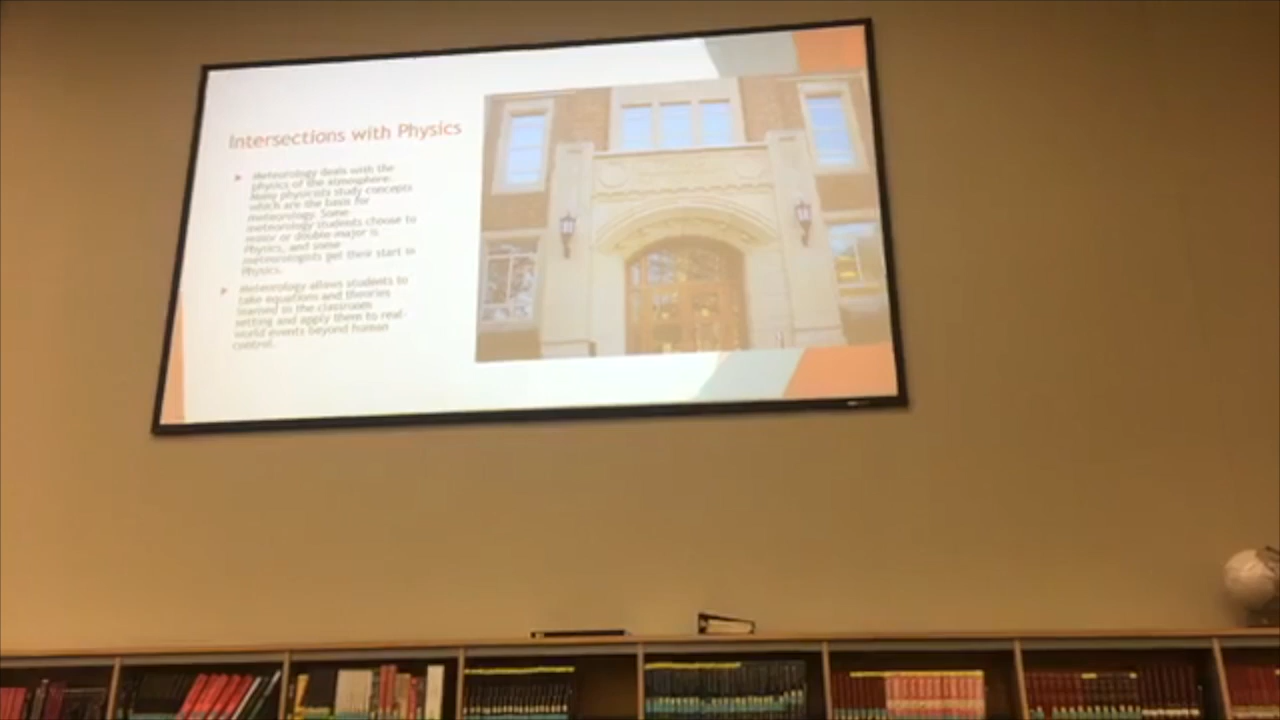 Intersections with Physics
Meteorology deals with the
physics of the atmosphere.
Many physicists study concepts
which are the basis for
meteorology. Some
meteorology students choose to
minor or double major is
Physics, and some
meteorologists get their start in
Physics.
Meteorology allows students to
take equations and theories
learned in the classroom
setting and apply them to real-
world events beyond human
control.